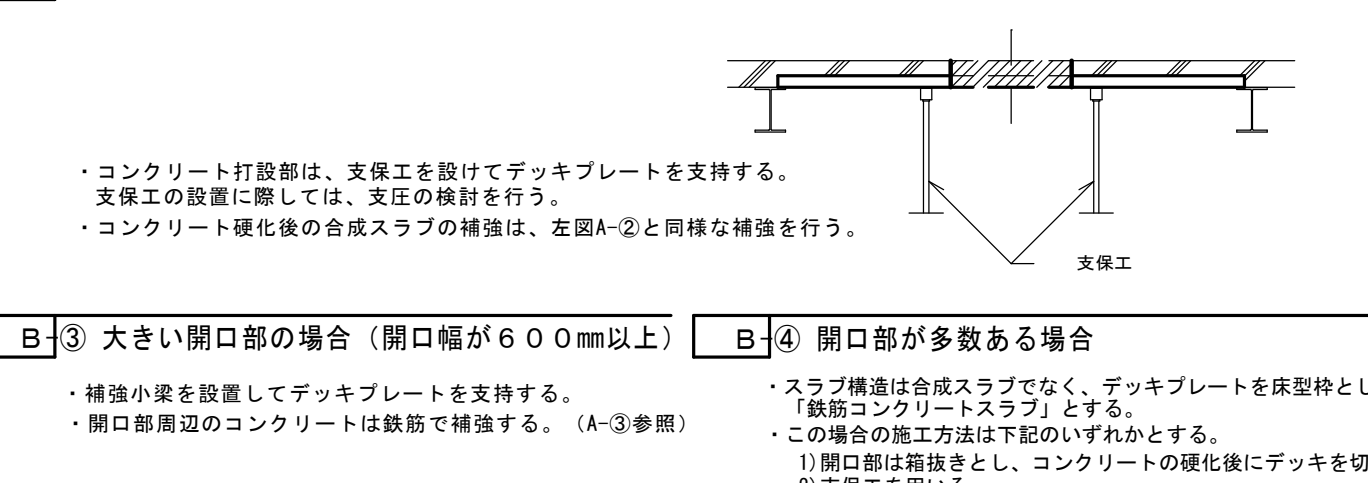 ・コンクリート打設部は、支保工を設けてデッキプレートを支持する。
支保工の設置に際しては、支圧の検討を行う。
・コンクリート硬化後の合成スラブの補強は、左図A-②と同様な補強を行う。
支保工
B-③ 大きい開口部の場合（開口幅が６００㎜以上）
・補強小梁を設置してデッキプレートを支持する。
・開口部周辺のコンクリートは鉄筋で補強する。（A-③参照）
B-④ 開口部が多数ある場合
・スラブ構造は合成スラブでなく、デッキプレートを床型枠とし
「鉄筋コンクリートスラブ」とする。
・この場合の施工方法は下記のいずれかとする。
1)開口部は箱抜きとし、コンクリートの硬化後にデッキを切
2)支保工を用いる